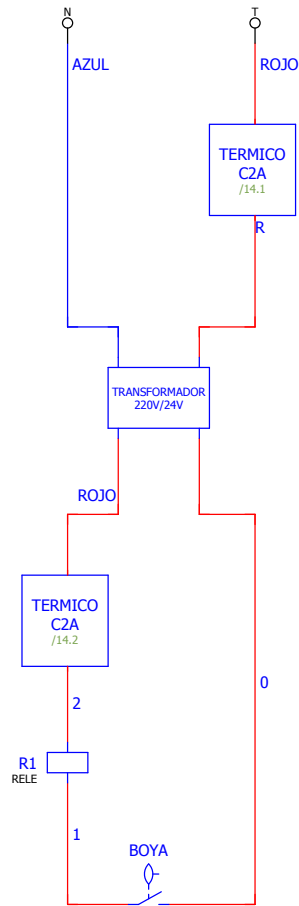 N
T
AZUL
ROJO
TERMICO
C2A
/14.1
R
TRANSFORMADOR
220V/24V
ROJO
TERMICO
C2A
/14.2
0
2
R1
RELE
1
BOYA